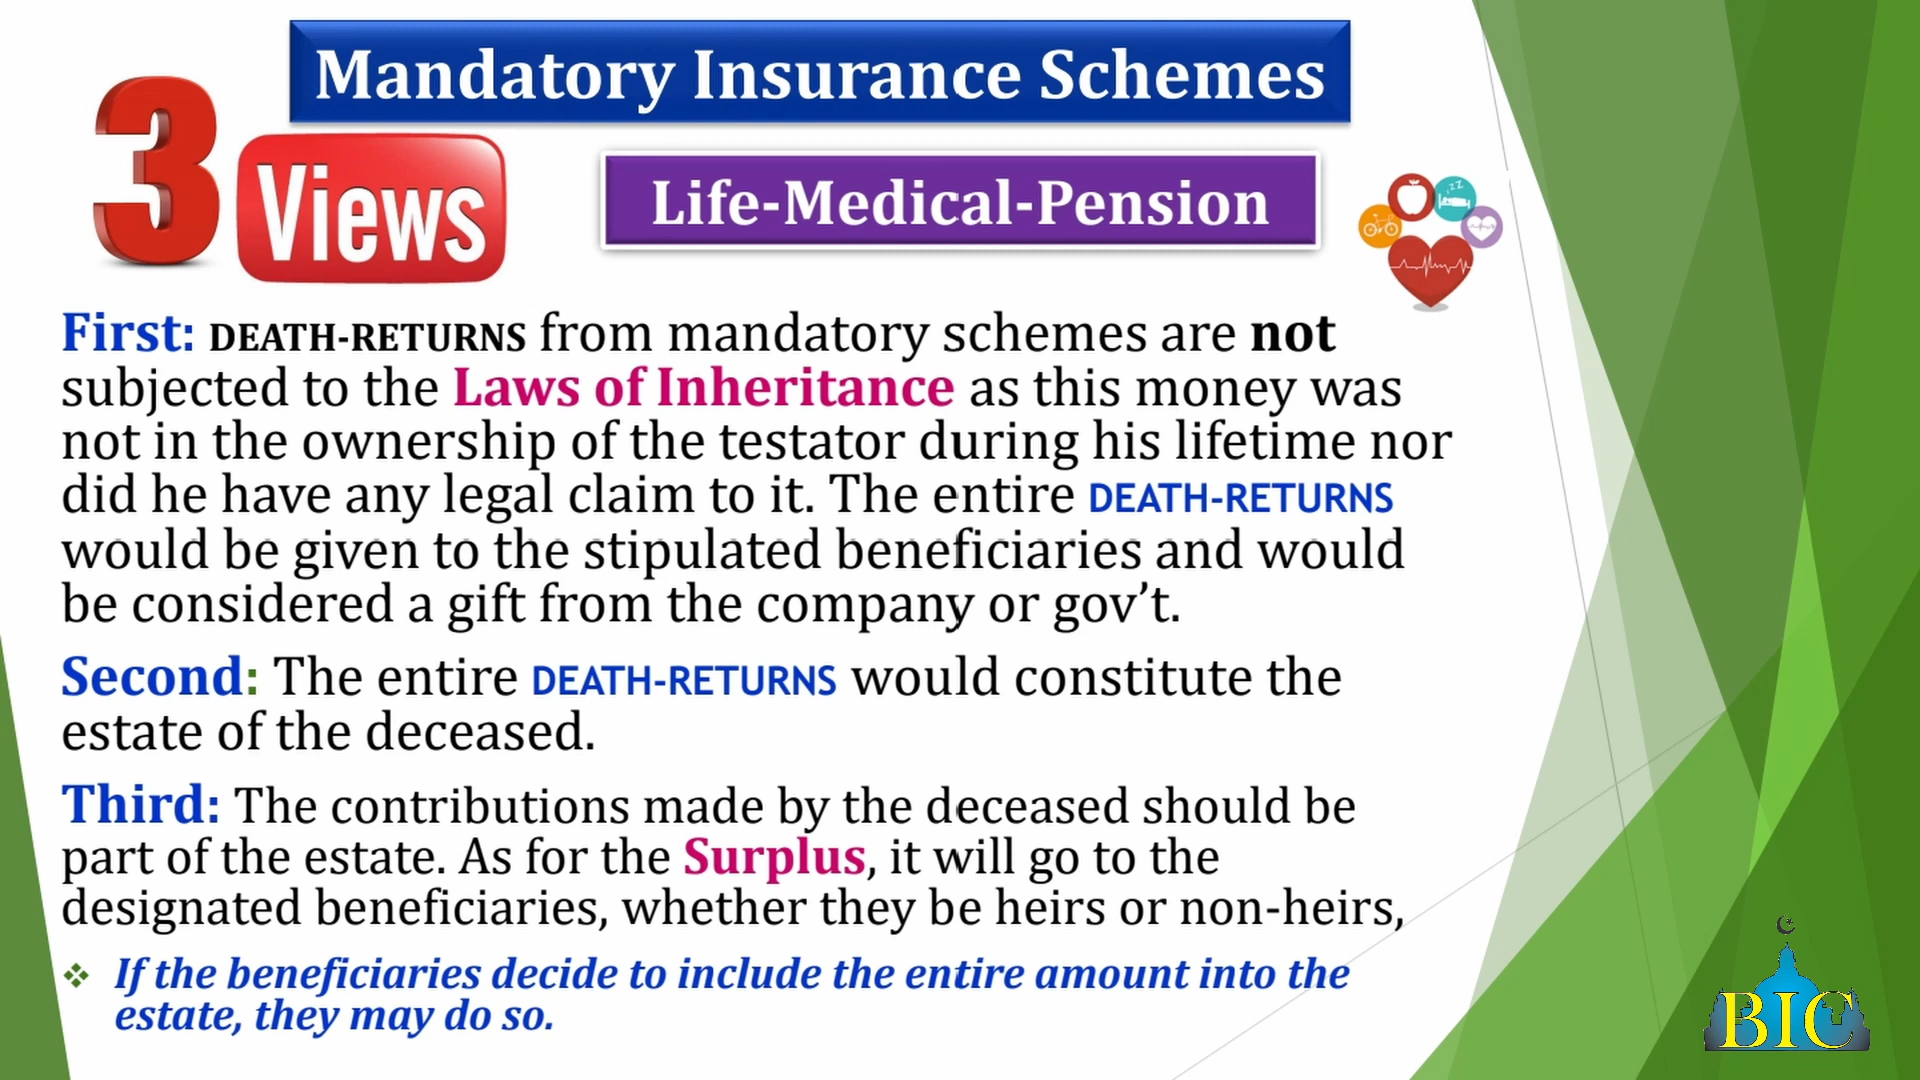 Mandatory Insurance Schemes
3 Views
Life-Medical-Pension
zZ
First: DEATH-RETURNS from mandatory schemes are not
subjected to the Laws of Inheritance as this money was
not in the ownership of the testator during his lifetime nor
did he have any legal claim to it. The entire DEATH-RETURNS
would be given to the stipulated beneficiaries and would
be considered a gift from the company or gov’t.
Second: The entire DEATH-RETURNS would constitute the
estate of the deceased.
Third: The contributions made by the deceased should be
part of the estate. As for the Surplus, it will go to the
designated beneficiaries, whether they be heirs or non-heirs,
❖ If the beneficiaries decide to include the entire amount into the
estate, they may do so.
BIC